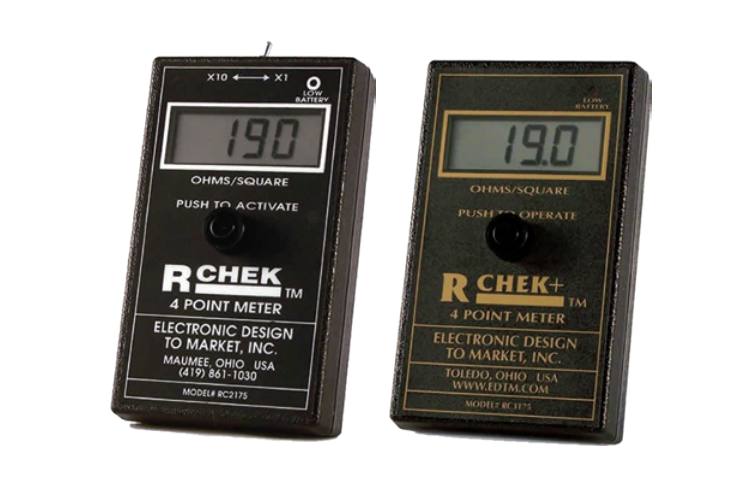 X10 ⟷ X1
LOW
BATTERY
190
OHMS/SQUARE
PUSH TO ACTIVATE
R CHEK TM
4 POINT METER
ELECTRONIC DESIGN
TO MARKET, INC.
MAUMEE, OHIO USA
(419) 861-1030
MODEL# RC2175
LOW
BATTERY
19.0
OHMS/SQUARE
PUSH TO OPERATE
R CHEK+ TM
4 POINT METER
ELECTRONIC DESIGN
TO MARKET, INC.
TOLEDO, OHIO USA
WWW.EDTM.COM
MODEL# RC1175